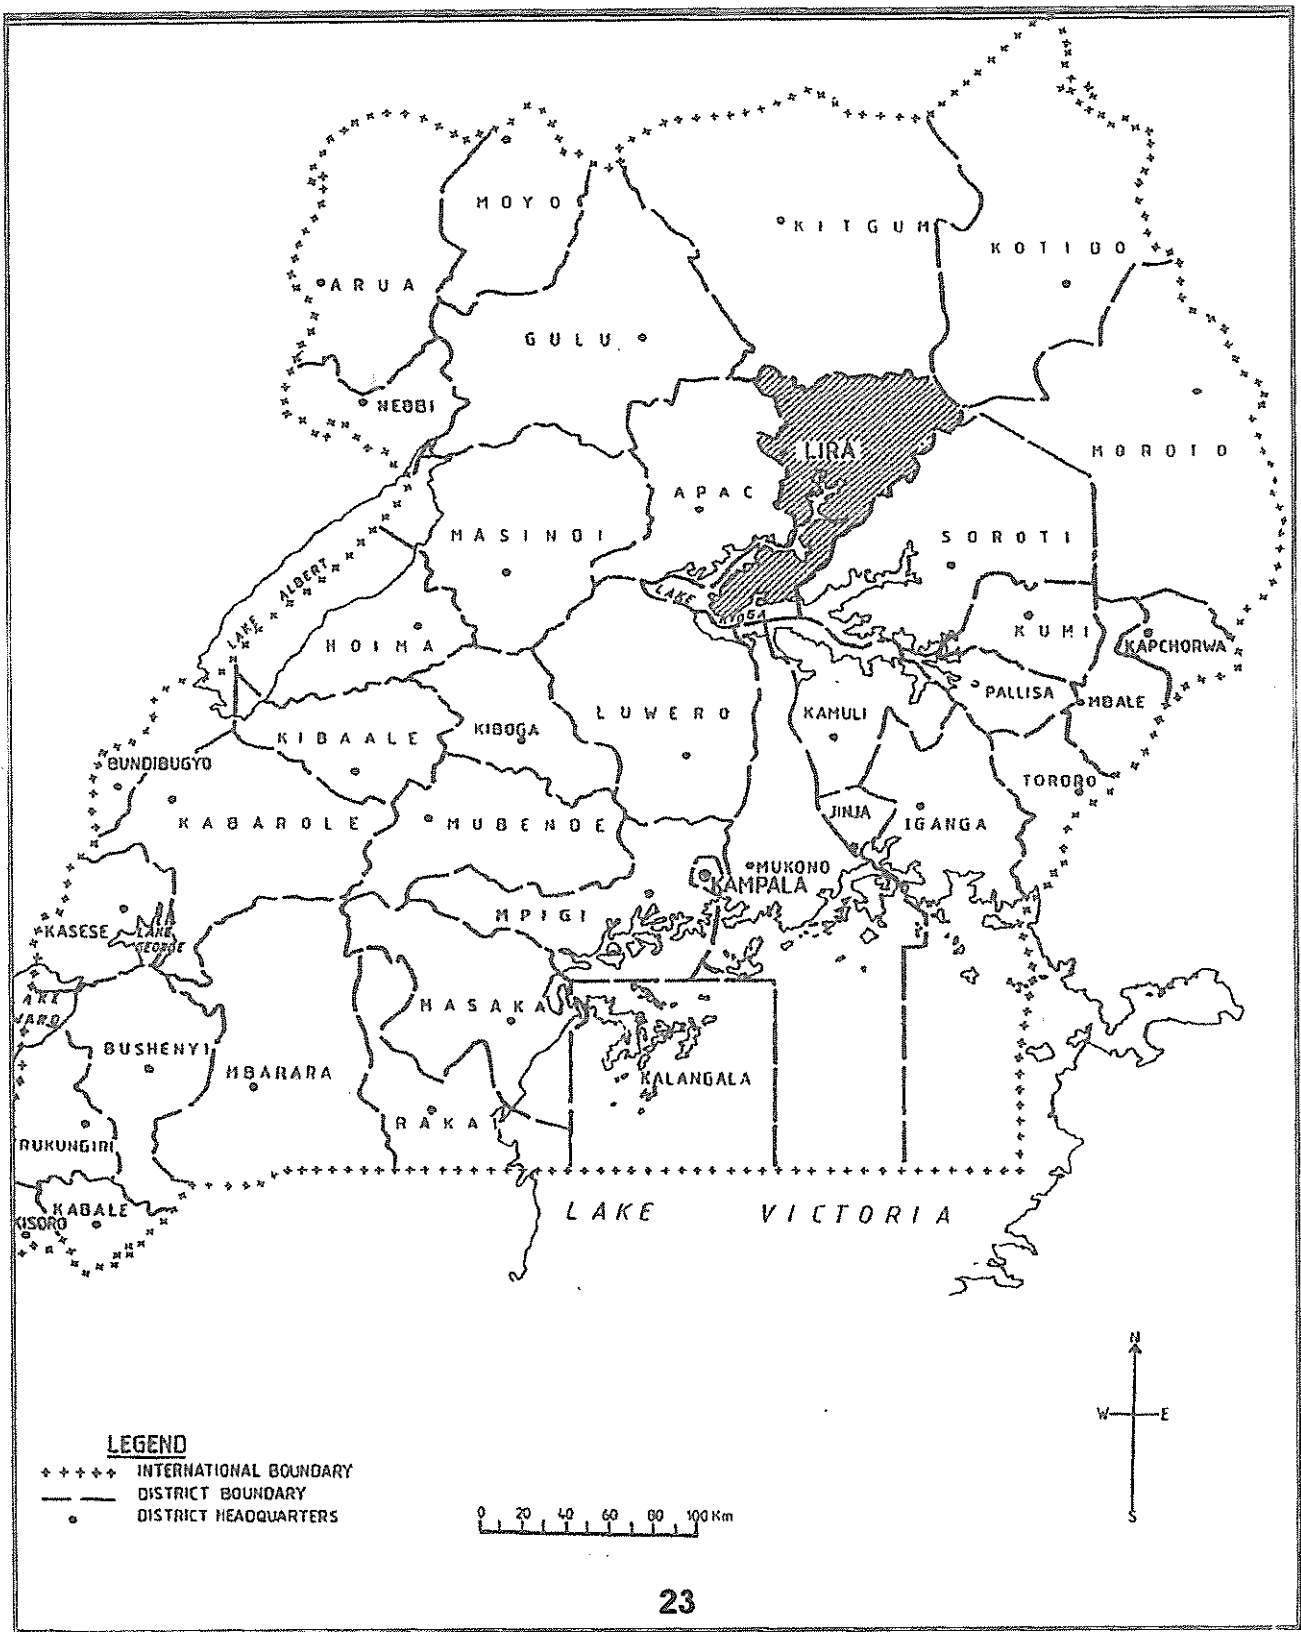 MOYO
KITGUM
KOTIDO
ARUA
GULU
NEBBI
LIRA
MOROTO
APAC
MASINDI
SOROTI
LAKE ALBERT
LAKE KYOGA
HOIMA
KUMI
KAPCHORWA
PALLISA
MBALE
LUWERO
KAMULI
KIBOGA
KIBAALE
BUNDIBUGYO
TORORO
KABAROLE
MUBENDE
JINJA
IGANGA
MUKONO
KAMPALA
MPIGI
KASESE
LAKE
GEORGE
AKE
JARD
MASAKA
BUSHENYI
MBARARA
KALANGALA
RAKAI
RUKUNGIRI
KABALE
KISORO
LAKE VICTORIA
N
W E
S
LEGEND
INTERNATIONAL BOUNDARY
DISTRICT BOUNDARY
DISTRICT HEADQUARTERS
0 20 40 60 80 100 Km
23